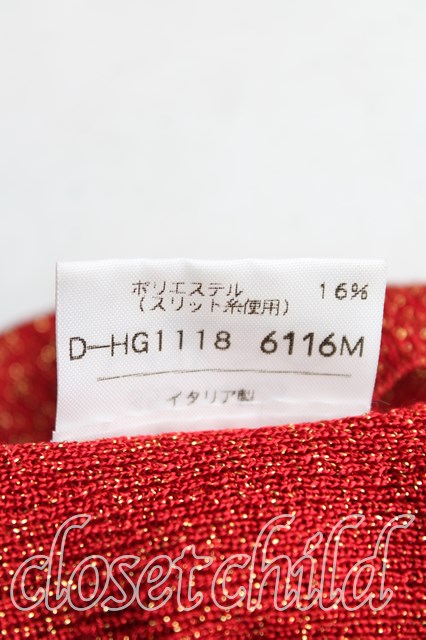 ポリエステル 16%
(スリット糸使用)
D-HG1118 6116M
イタリア製
closetchild